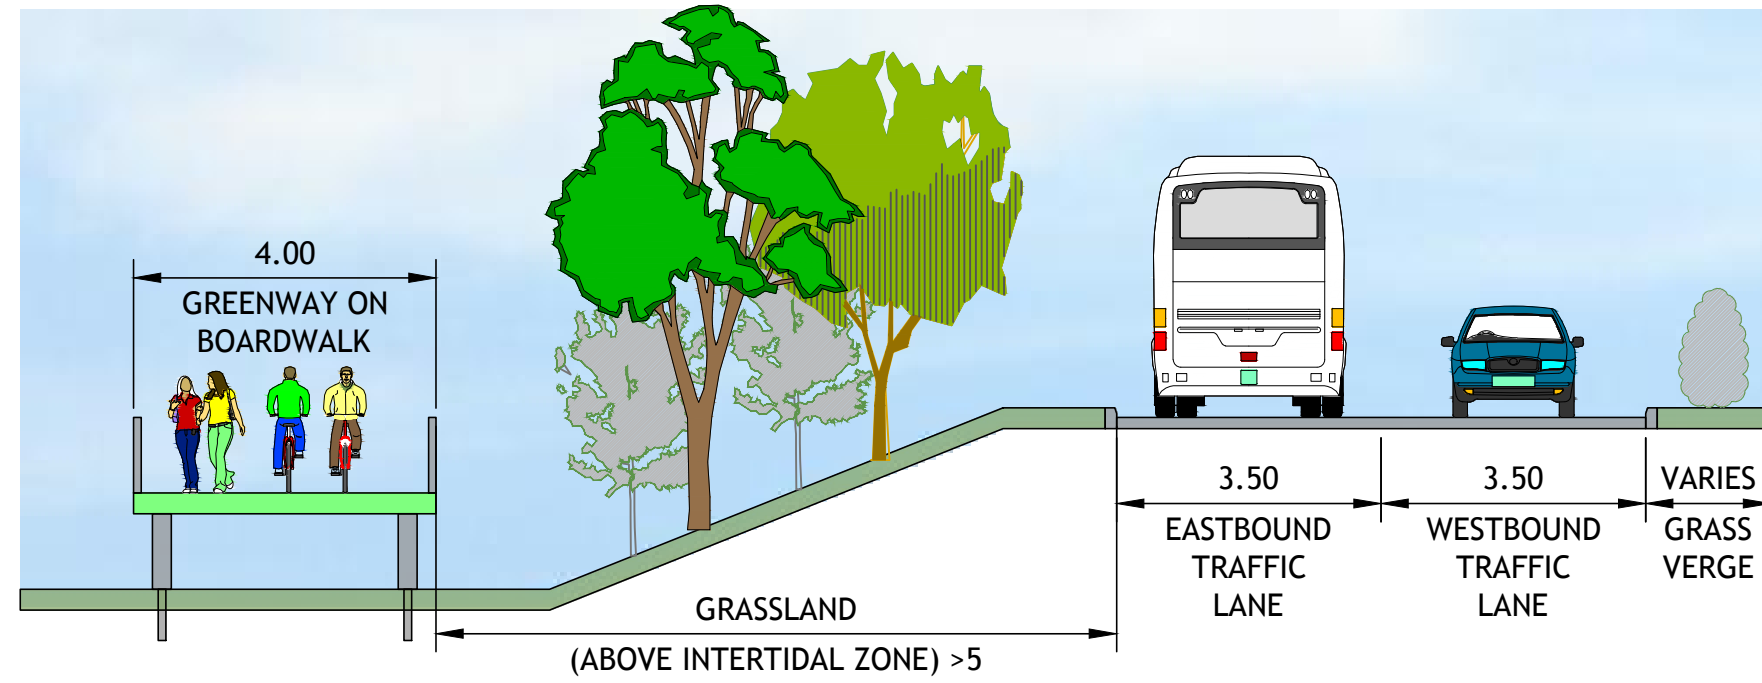 4.00
GREENWAY ON
BOARDWALK
GRASSLAND
(ABOVE INTERTIDAL ZONE) >5
3.50
EASTBOUND
TRAFFIC
LANE
3.50
WESTBOUND
TRAFFIC
LANE
VARIES
GRASS
VERGE